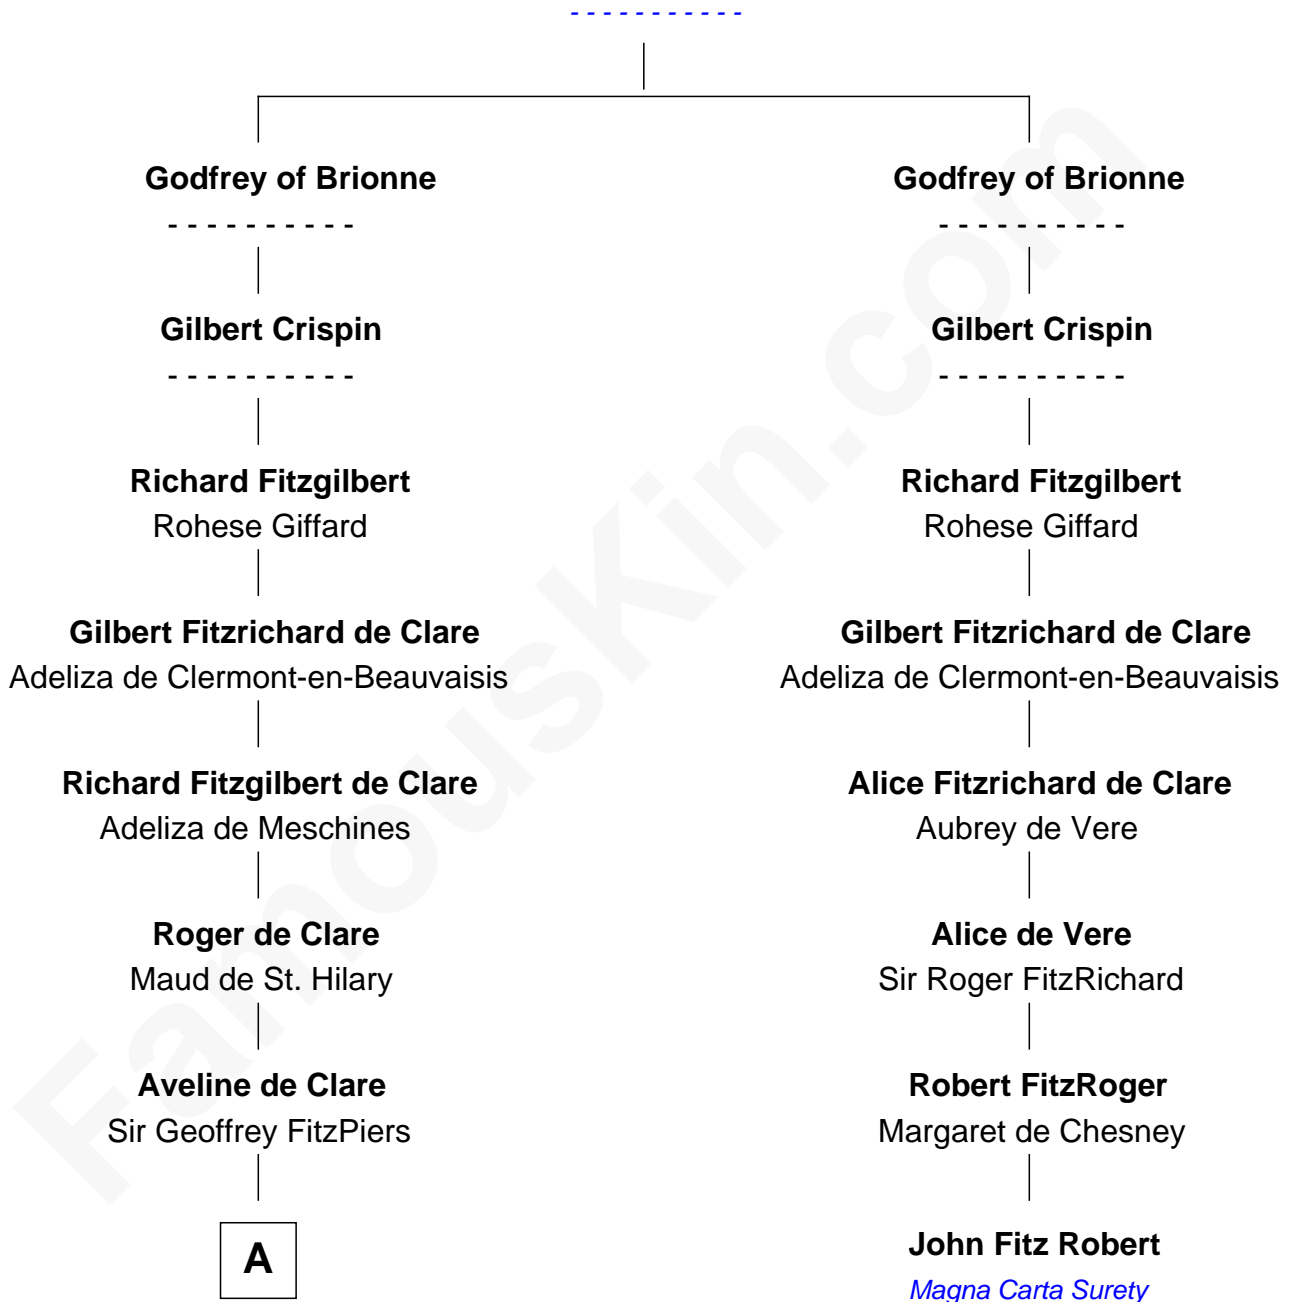 - - - - - - - - - - -
Godfrey of Brionne
- - - - - - - - - -
Gilbert Crispin
- - - - - - - - - -
Richard Fitzgilbert
Rohese Giffard
Gilbert Fitzrichard de Clare
Adeliza de Clermont-en-Beauvaisis
Richard Fitzgilbert de Clare
Adeliza de Meschines
Roger de Clare
Maud de St. Hilary
Aveline de Clare
Sir Geoffrey FitzPiers
A
Godfrey of Brionne
- - - - - - - - - -
Gilbert Crispin
- - - - - - - - - -
Richard Fitzgilbert
Rohese Giffard
Gilbert Fitzrichard de Clare
Adeliza de Clermont-en-Beauvaisis
Alice Fitzrichard de Clare
Aubrey de Vere
Alice de Vere
Sir Roger FitzRichard
Robert FitzRoger
Margaret de Chesney
John Fitz Robert
Magna Carta Surety
FamousKin.com